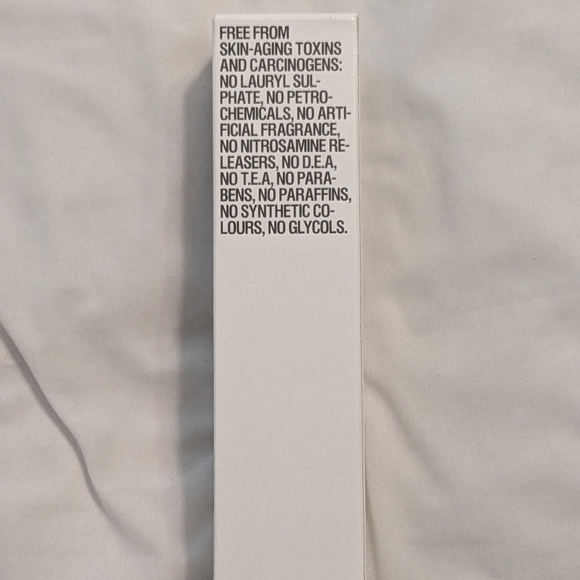 FREE FROM
SKIN-AGING TOXINS
AND CARCINOGENS:
NO LAURYL SUL-
PHATE, NO PETRO-
CHEMICALS, NO ARTI-
FICIAL FRAGRANCE,
NO NITROSAMINE RE-
LEASERS, NO D.E.A,
NO T.E.A, NO PARA-
BENS, NO PARAFFINS,
NO SYNTHETIC CO-
LOURS, NO GLYCOLS.